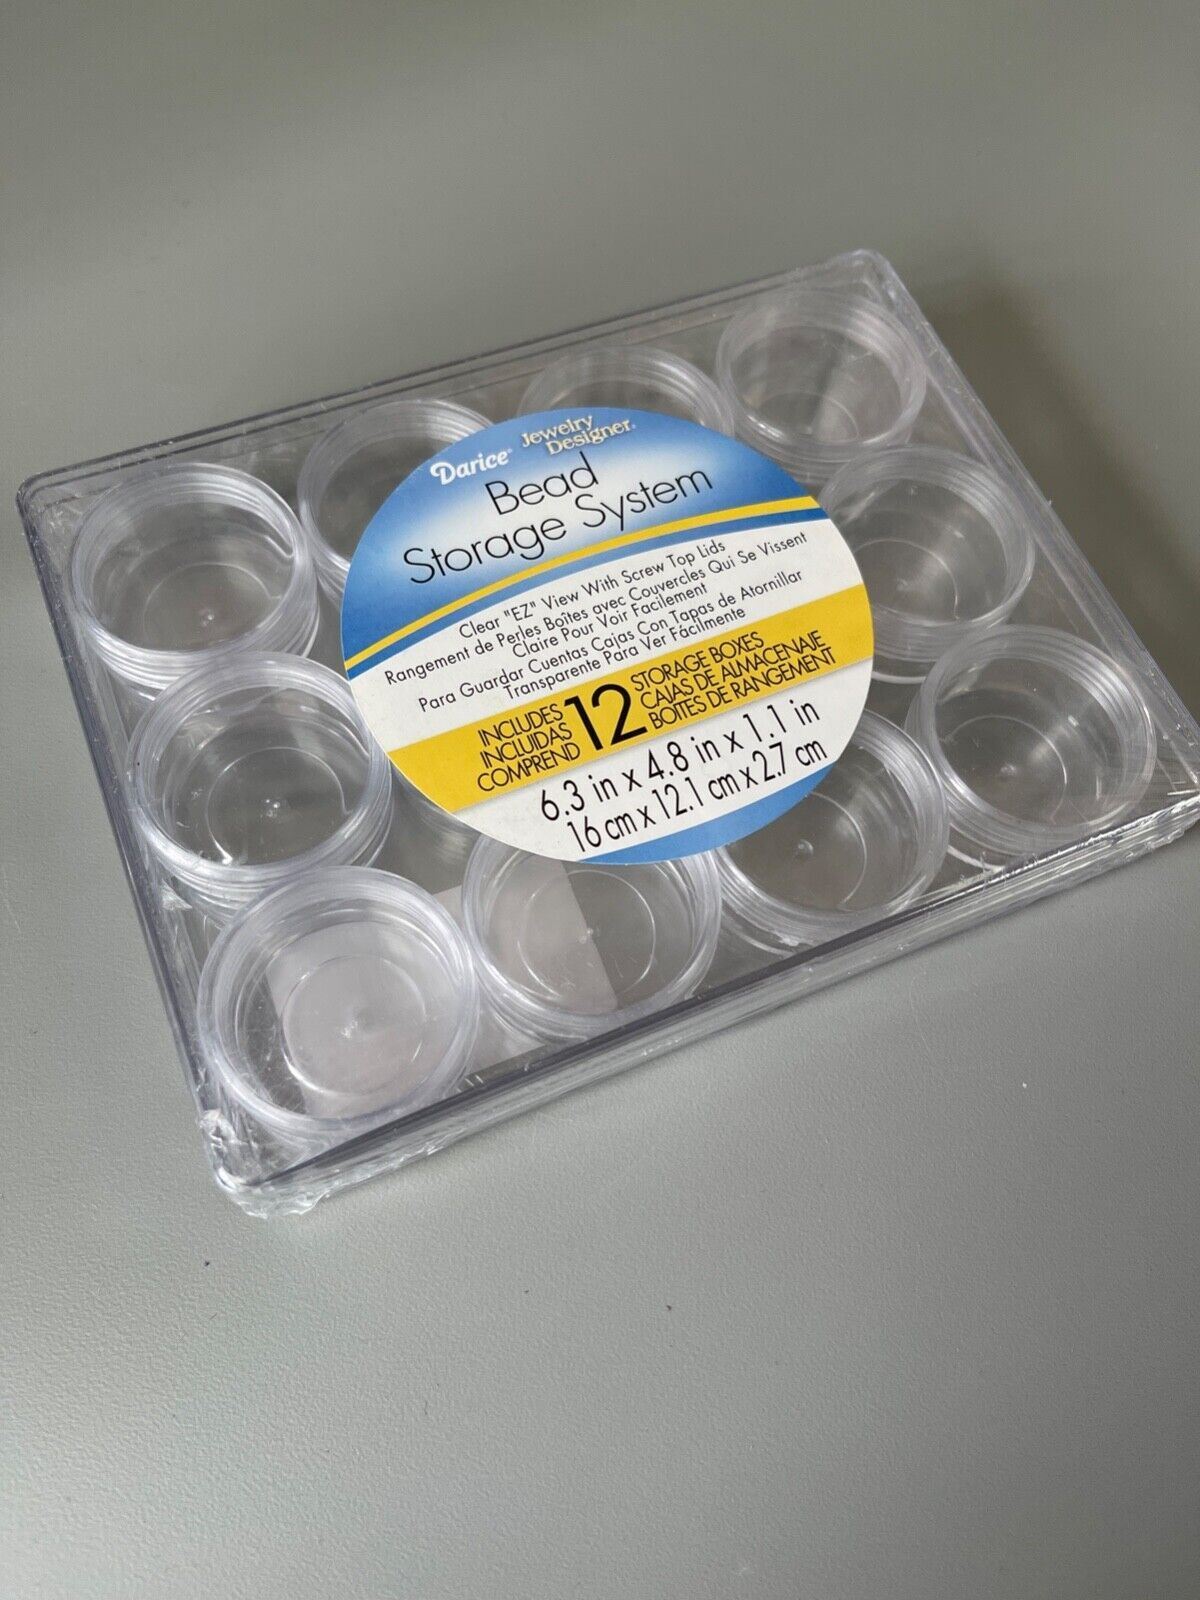 Darice® Jewelry
Designer®
Bead
Storage System
Clear "EZ" View With Screw Top Lids
Rangement de Perles Boîtes avec Couvercles Qui Se Vissent
Claire Pour Voir Facilement
Para Guardar Cuentas Cajas Con Tapas de Atornillar
Transparente Para Ver Fácilmente
INCLUDES
INCLUIDAS
COMPREND
12
STORAGE BOXES
CAJAS DE ALMACENAJE
BOÎTES DE RANGEMENT
6.3 in x 4.8 in x 1.1 in
16 cm x 12.1 cm x 2.7 cm